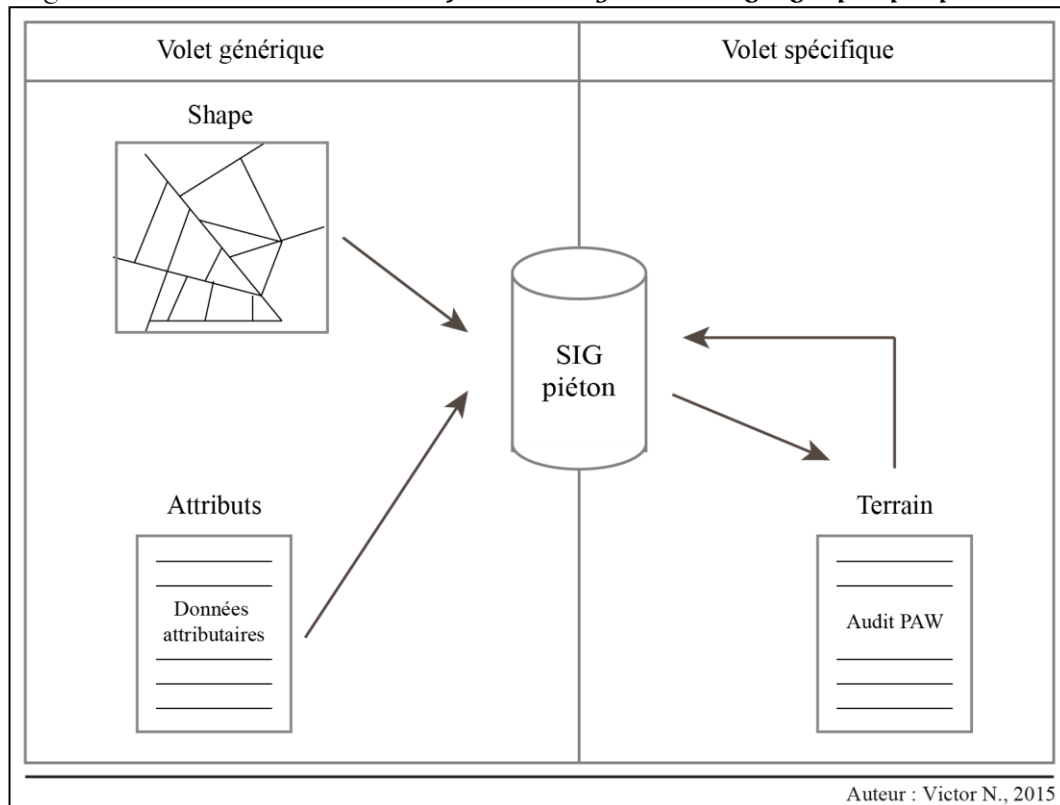 Volet générique
Volet spécifique
Shape
SIG
piéton
Attributs
Données
attributaires
Terrain
Audit PAW
Auteur : Victor N., 2015